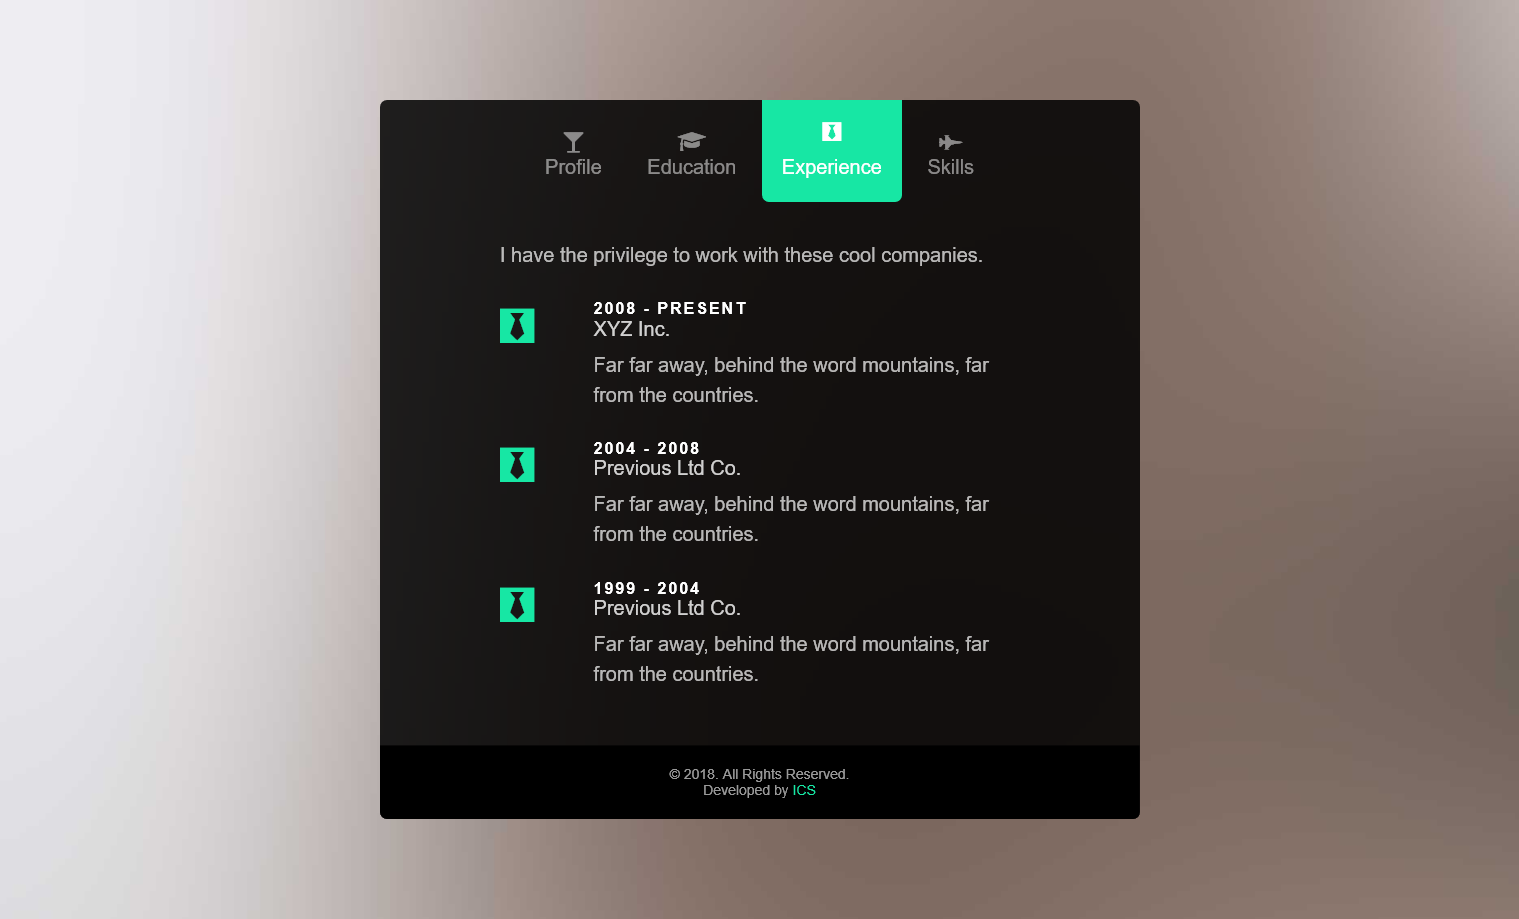 Profile
Education
Experience
Skills
I have the privilege to work with these cool companies.
2008 - PRESENT
XYZ Inc.
Far far away, behind the word mountains, far
from the countries.
2004 - 2008
Previous Ltd Co.
Far far away, behind the word mountains, far
from the countries.
1999 - 2004
Previous Ltd Co.
Far far away, behind the word mountains, far
from the countries.
© 2018. All Rights Reserved.
Developed by ICS